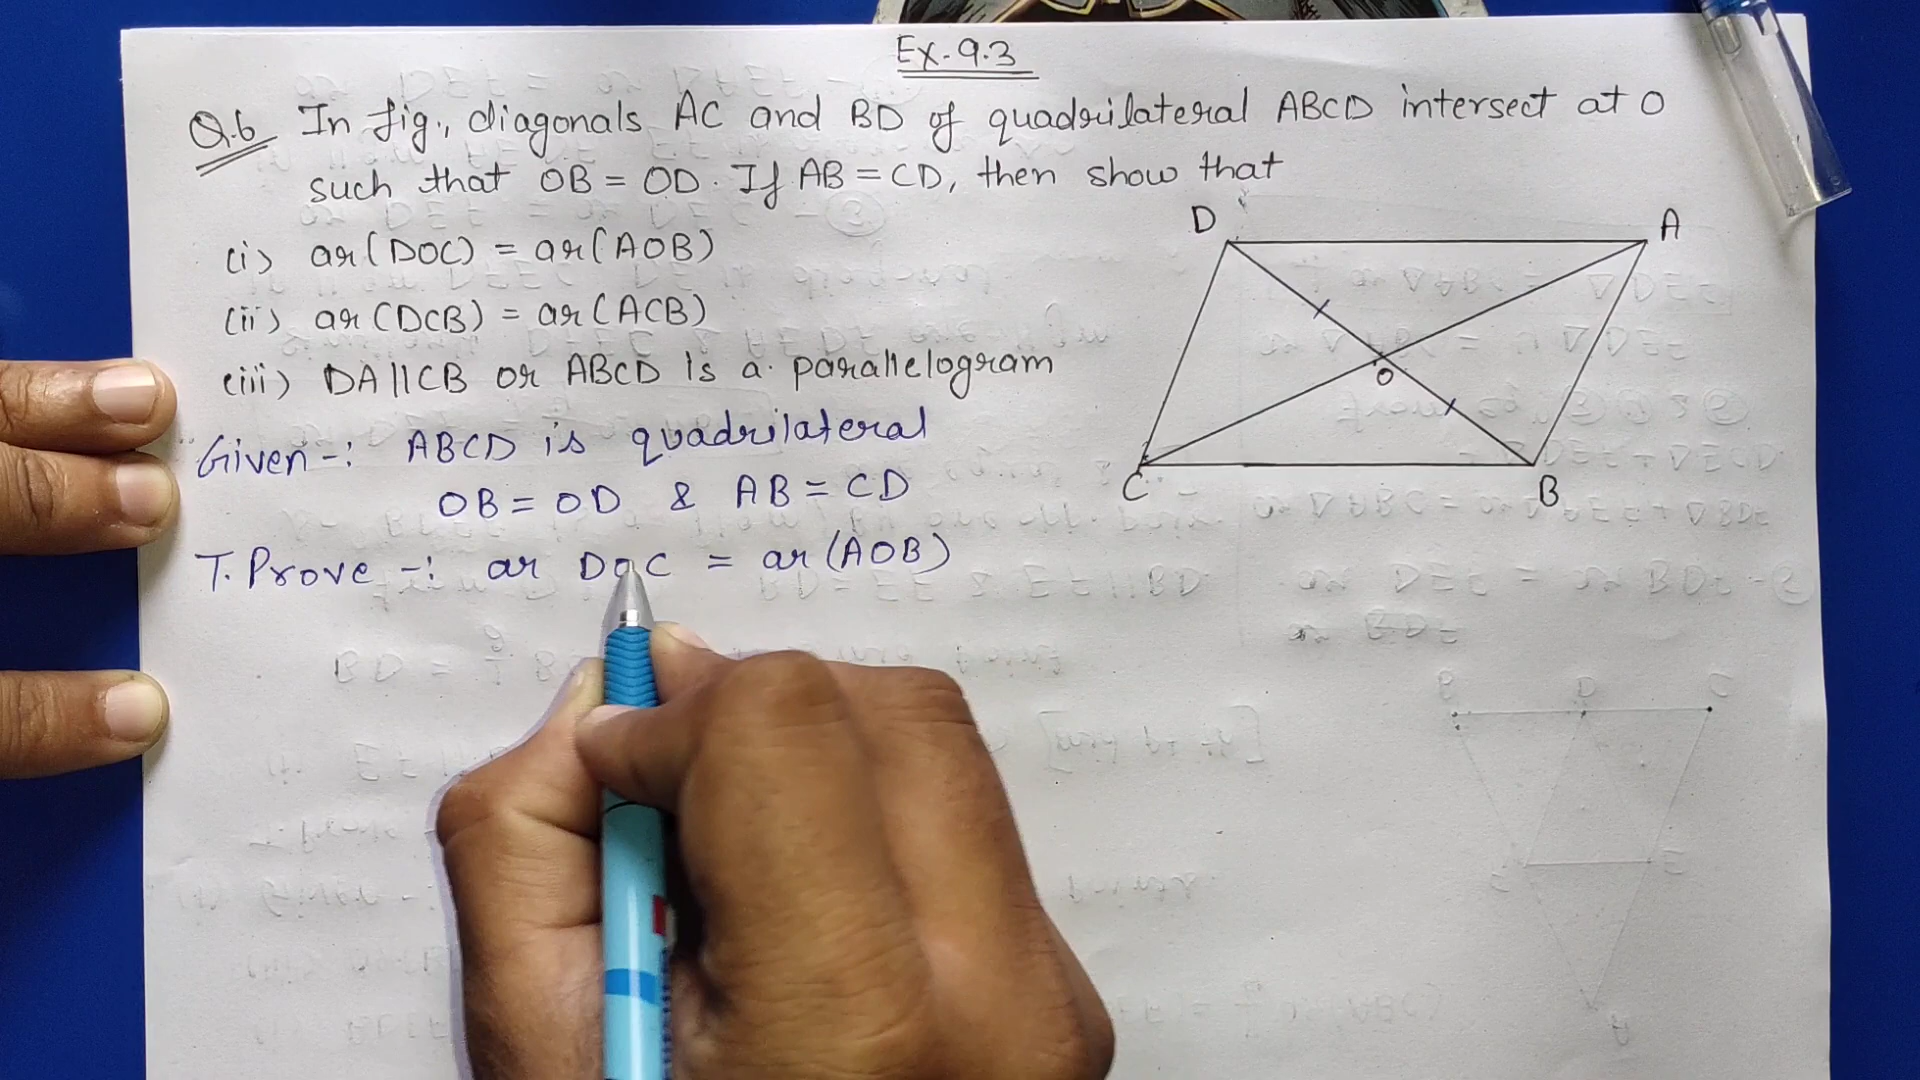 Ex. 9.3
Q.6 In fig., diagonals AC and BD of quadrilateral ABCD intersect at O
such that OB = OD. If AB = CD, then show that
(i) ar(DOC) = ar(AOB)
(ii) ar(DCB) = ar(ACB)
(iii) DA||CB or ABCD is a parallelogram
D
A
O
C
B
Given -: ABCD is quadrilateral
OB = OD & AB = CD
T. Prove -: ar DOC = ar(AOB)